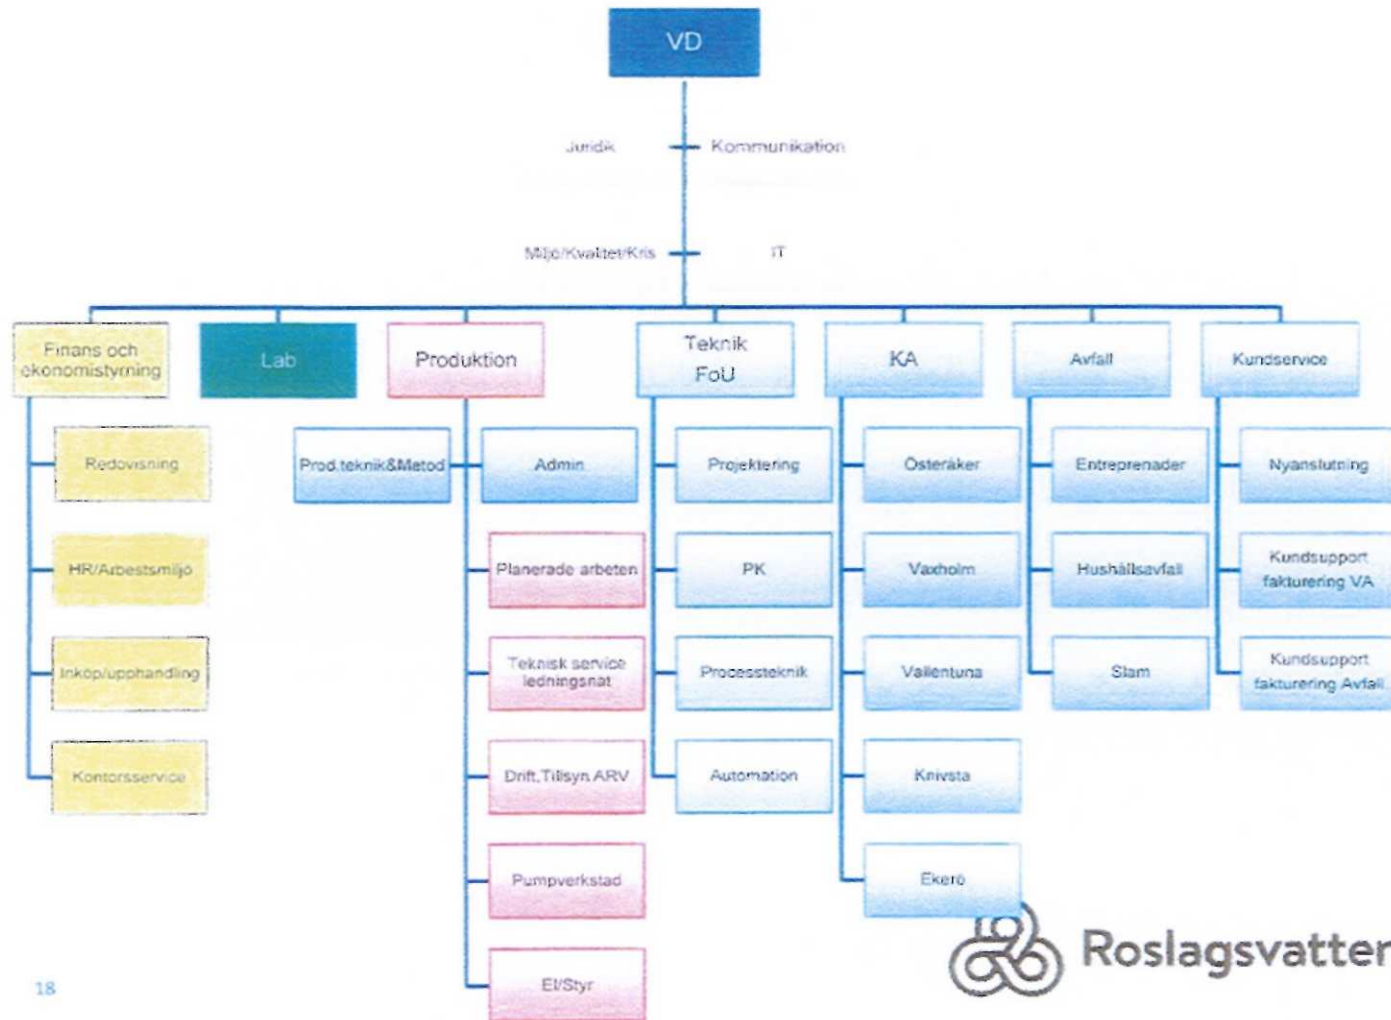 VD
Juridik
Kommunikation
Miljö/Kvalitet/Kris
IT
Finans och
ekonomistyrning
Lab
Produktion
Teknik
FoU
KA
Avfall
Kundservice
Redovisning
Prod.teknik&Metod
Admin
Projektering
Österåker
Entreprenader
Nyanslutning
HR/Arbestsmiljö
Planerade arbeten
PK
Vaxholm
Hushållsavfall
Kundsupport
fakturering VA
Inköp/upphandling
Teknisk service
ledningsnät
Processteknik
Vallentuna
Slam
Kundsupport
fakturering Avfall
Kontorsservice
Drift,Tillsyn ARV
Automation
Knivsta
Pumpverkstad
Ekerö
El/Styr
Roslagsvatten
18